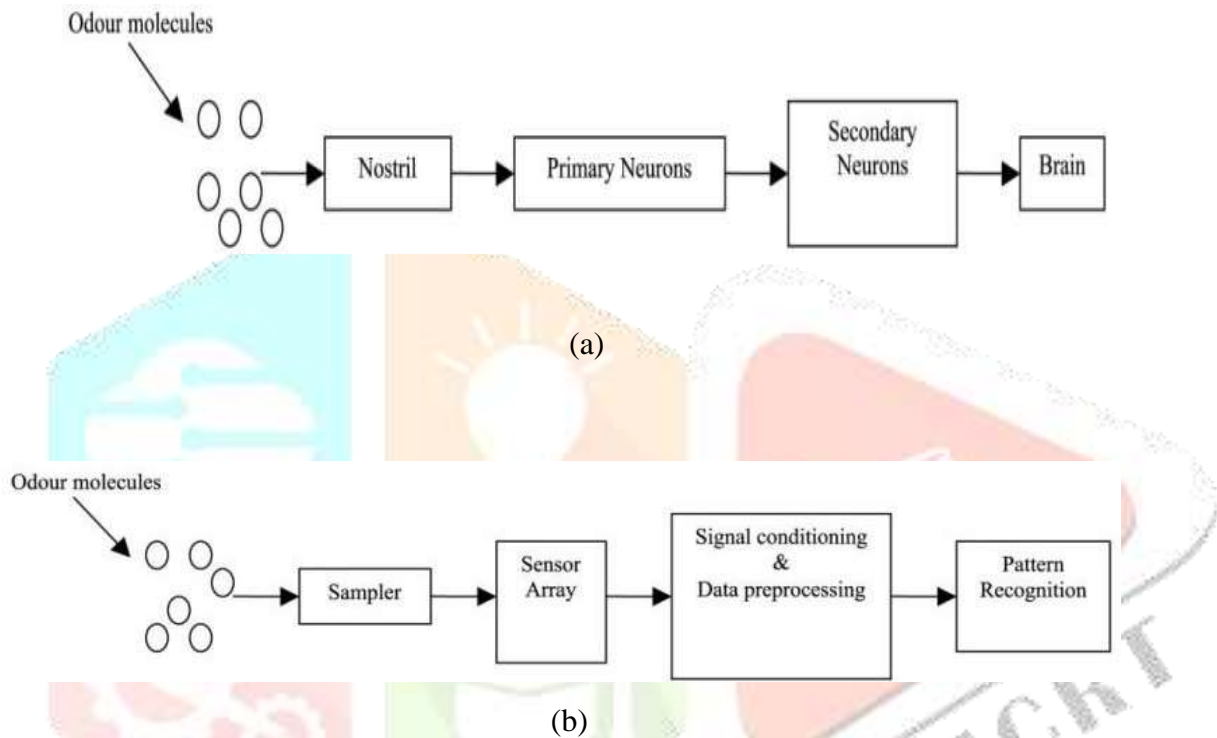 Odour molecules
Nostril
Primary Neurons
Secondary
Neurons
Brain
(a)
Odour molecules
Sampler
Sensor
Array
Signal conditioning
&
Data preprocessing
Pattern
Recognition
(b)